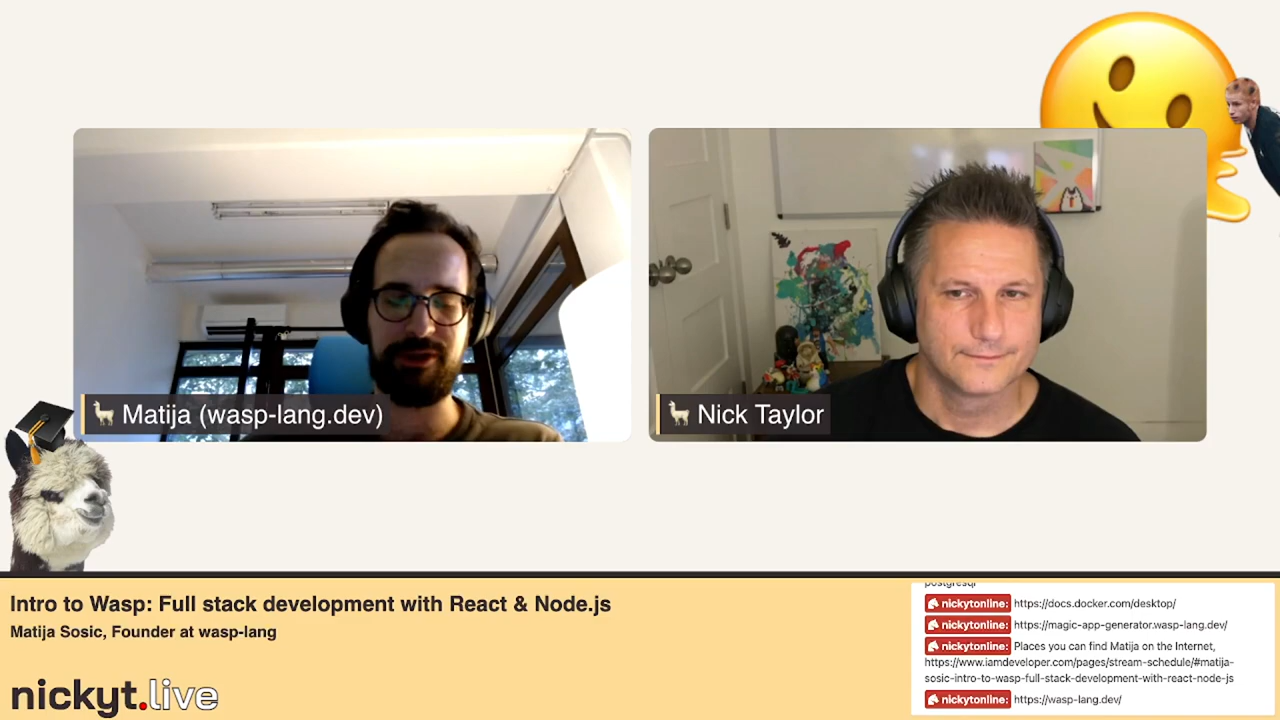 Matija (wasp-lang.dev)
Nick Taylor
Intro to Wasp: Full stack development with React & Node.js
Matija Sosic, Founder at wasp-lang
nickyt.live
postgresql
nickytonline: https://docs.docker.com/desktop/
nickytonline: https://magic-app-generator.wasp-lang.dev/
nickytonline: Places you can find Matija on the Internet,
https://www.iamdeveloper.com/pages/stream-schedule/#matija-
sosic-intro-to-wasp-full-stack-development-with-react-node-js
nickytonline: https://wasp-lang.dev/